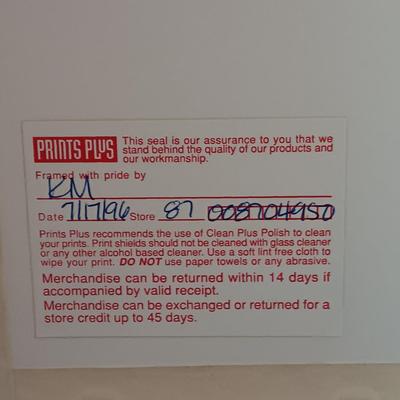 PRINTS PLUS This seal is our assurance to you that we
stand behind the quality of our products and
our workmanship.
Framed with pride by
KM
Date 7/17/96 Store 87 008704950
Prints Plus recommends the use of Clean Plus Polish to clean
your prints. Print shields should not be cleaned with glass cleaner
or any other alcohol based cleaner. Use a soft lint free cloth to
wipe your print. DO NOT use paper towels or any abrasive.
Merchandise can be returned within 14 days if
accompanied by valid receipt.
Merchandise can be exchanged or returned for a
store credit up to 45 days.